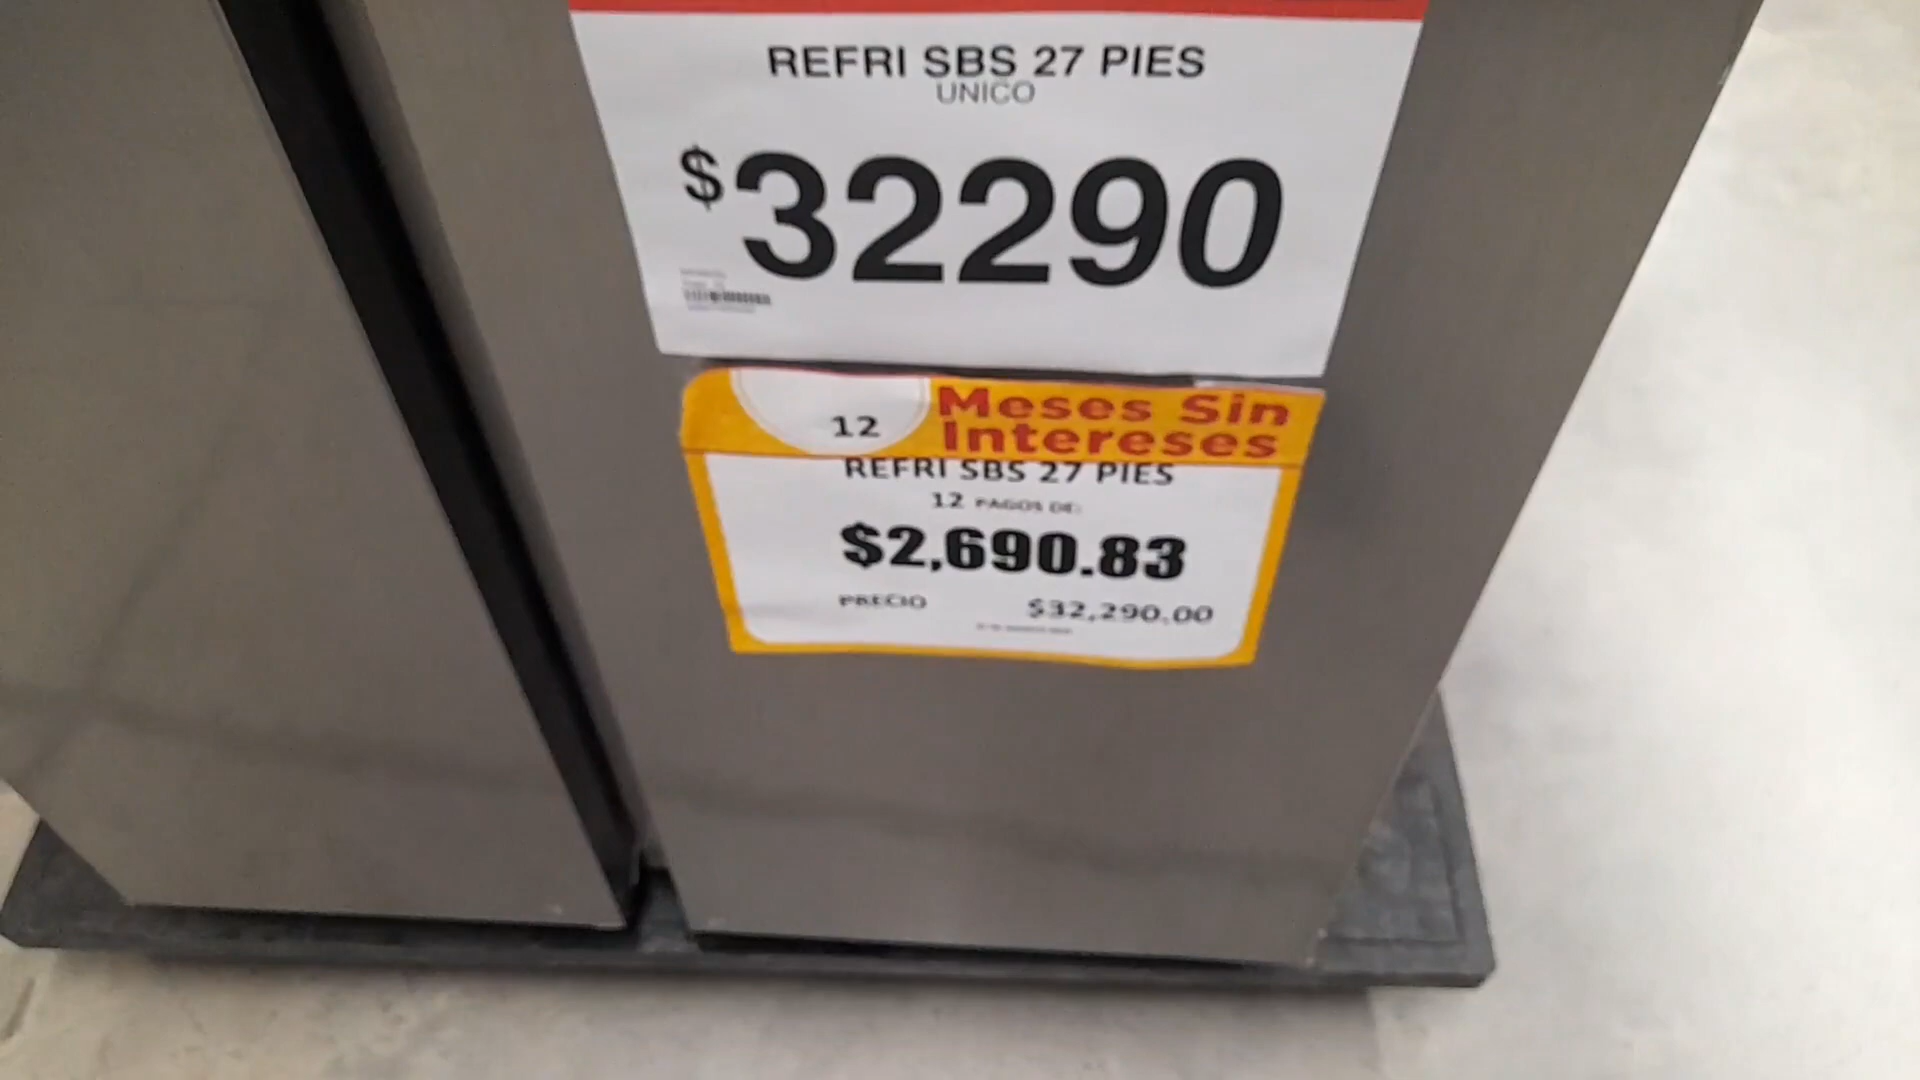 REFRI SBS 27 PIES
UNICO
$32290
12 Meses Sin
Intereses
REFRI SBS 27 PIES
12 PAGOS DE:
$2,690.83
PRECIO $32,290.00